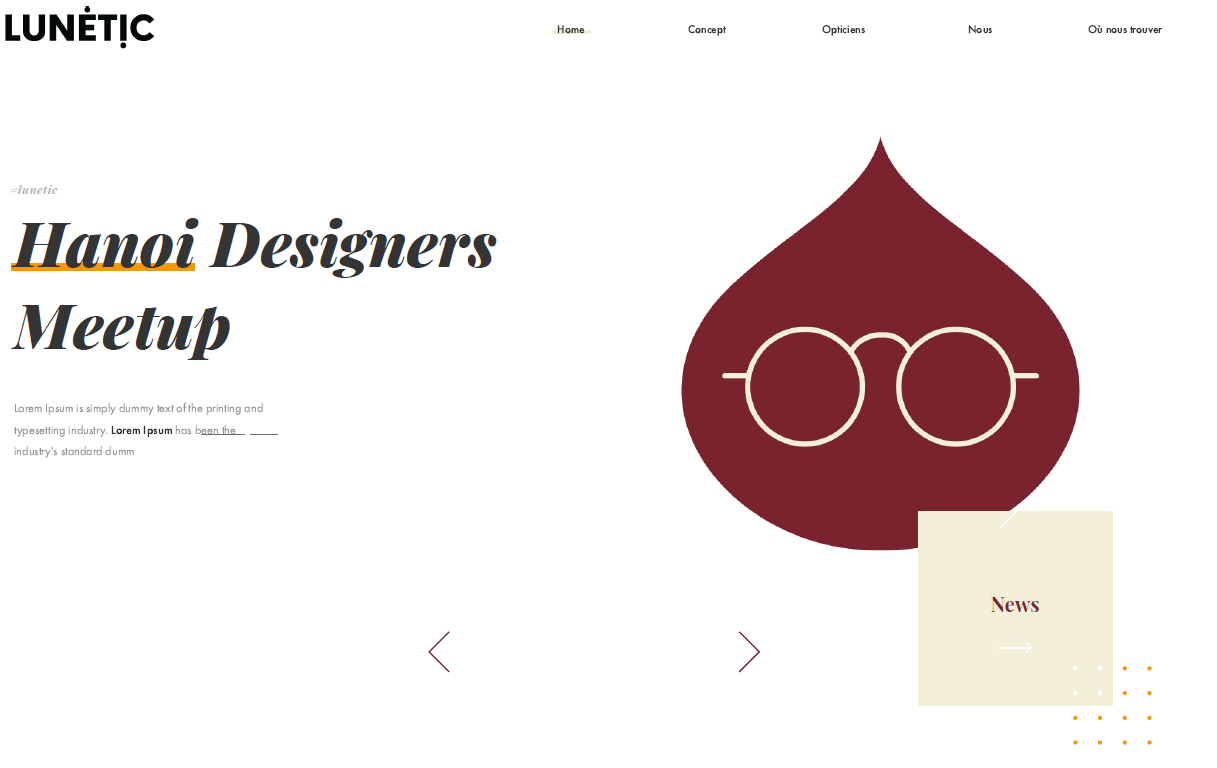 LUNĖTIC̣
Home
Concept
Opticiens
Nous
Où nous trouver
#lunetic
Hanoi Designers
Meetup
Lorem Ipsum is simply dummy text of the printing and
typesetting industry. Lorem Ipsum has been the
industry's standard dumm
News